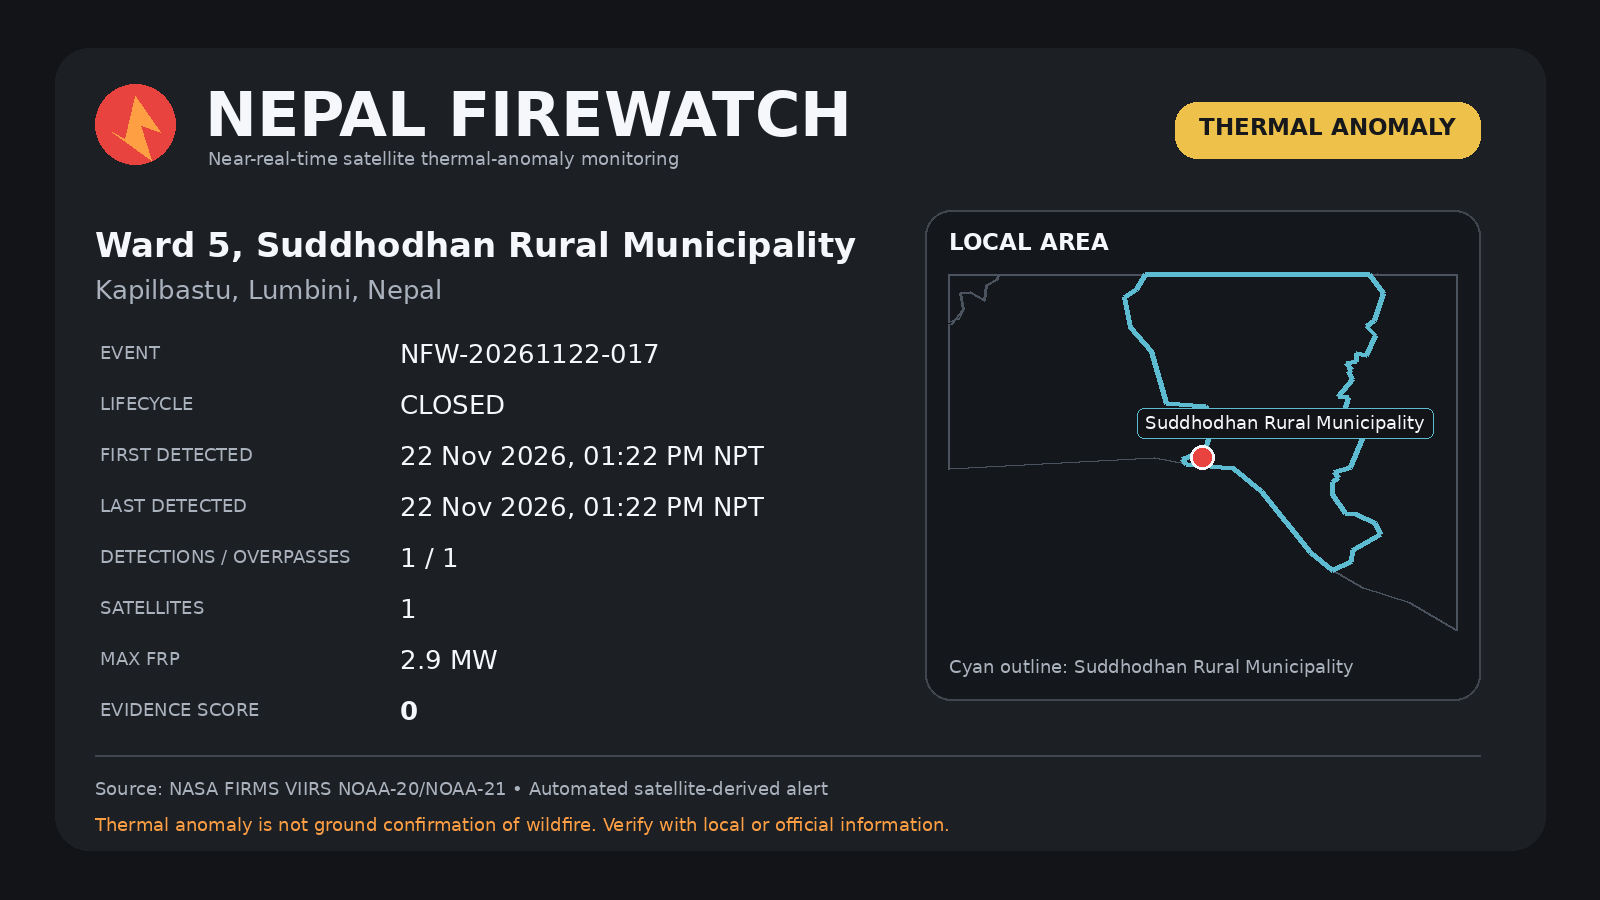 NEPAL FIREWATCH
Near-real-time satellite thermal-anomaly monitoring
THERMAL ANOMALY
Ward 5, Suddhodhan Rural Municipality
Kapilbastu, Lumbini, Nepal
EVENT NFW-20261122-017
LIFECYCLE CLOSED
FIRST DETECTED 22 Nov 2026, 01:22 PM NPT
LAST DETECTED 22 Nov 2026, 01:22 PM NPT
DETECTIONS / OVERPASSES 1 / 1
SATELLITES 1
MAX FRP 2.9 MW
EVIDENCE SCORE 0
LOCAL AREA
Suddhodhan Rural Municipality
Cyan outline: Suddhodhan Rural Municipality
Source: NASA FIRMS VIIRS NOAA-20/NOAA-21 • Automated satellite-derived alert
Thermal anomaly is not ground confirmation of wildfire. Verify with local or official information.